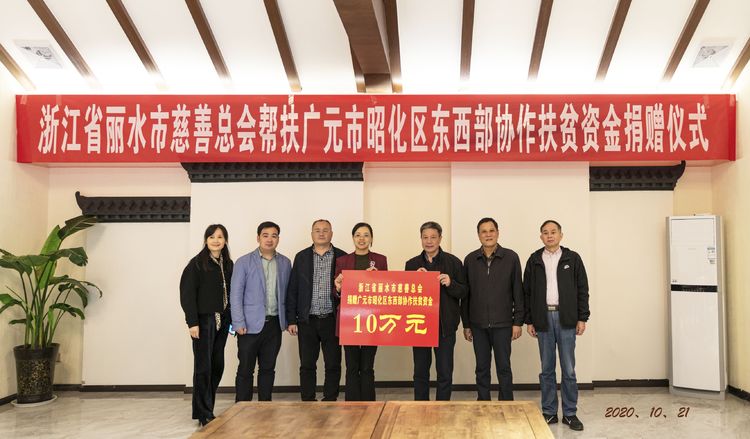 浙江省丽水市慈善总会帮扶广元市昭化区东西部协作扶贫资金捐赠仪式
浙江省丽水市慈善总会
捐赠广元市昭化区东西部协作扶贫资金
10万元
2020、10、21